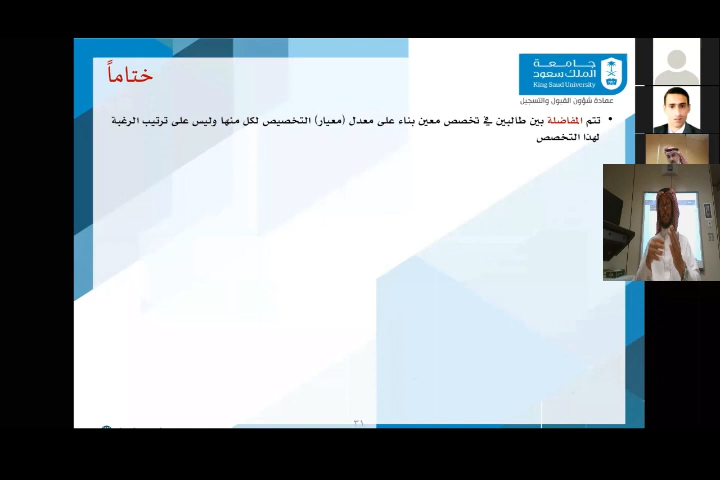 ختاماً
جامعة
الملك سعود
King Saud University
عمادة شؤون القبول والتسجيل
• تتم المفاضلة بين طالبين في تخصص معين بناء على معدل (معيار) التخصيص لكل منها وليس على ترتيب الرغبة
لهذا التخصص
٣١